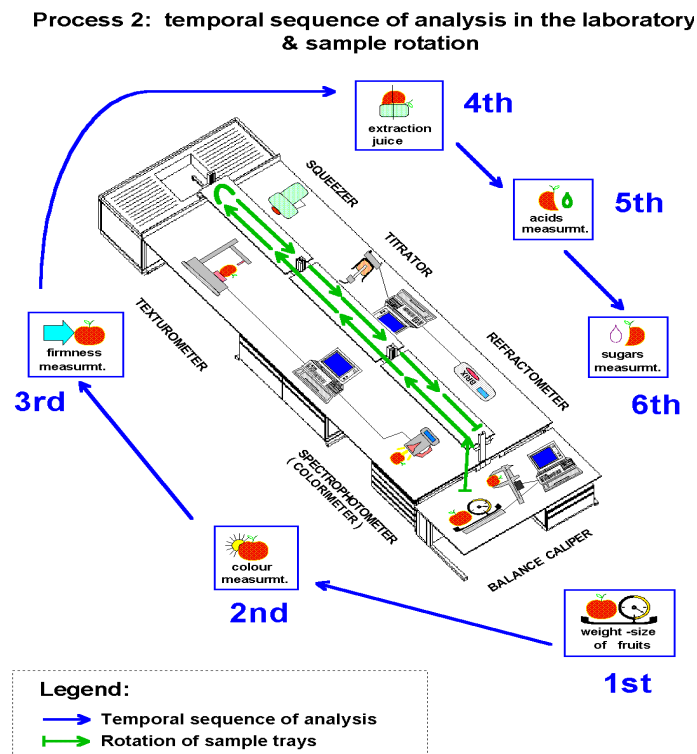 Process 2: temporal sequence of analysis in the laboratory
& sample rotation
extraction
juice
4th
SQUEEZER
acids
measurmt.
5th
TITRATOR
firmness
measurmt.
3rd
TEXTUROMETER
REFRACTOMETER
BRIX
sugars
measurmt.
6th
SPECTROPHOTOMETER
( COLORIMETER )
BALANCE CALIPER
colour
measurmt.
2nd
weight -size
of fruits
1st
Legend:
Temporal sequence of analysis
Rotation of sample trays